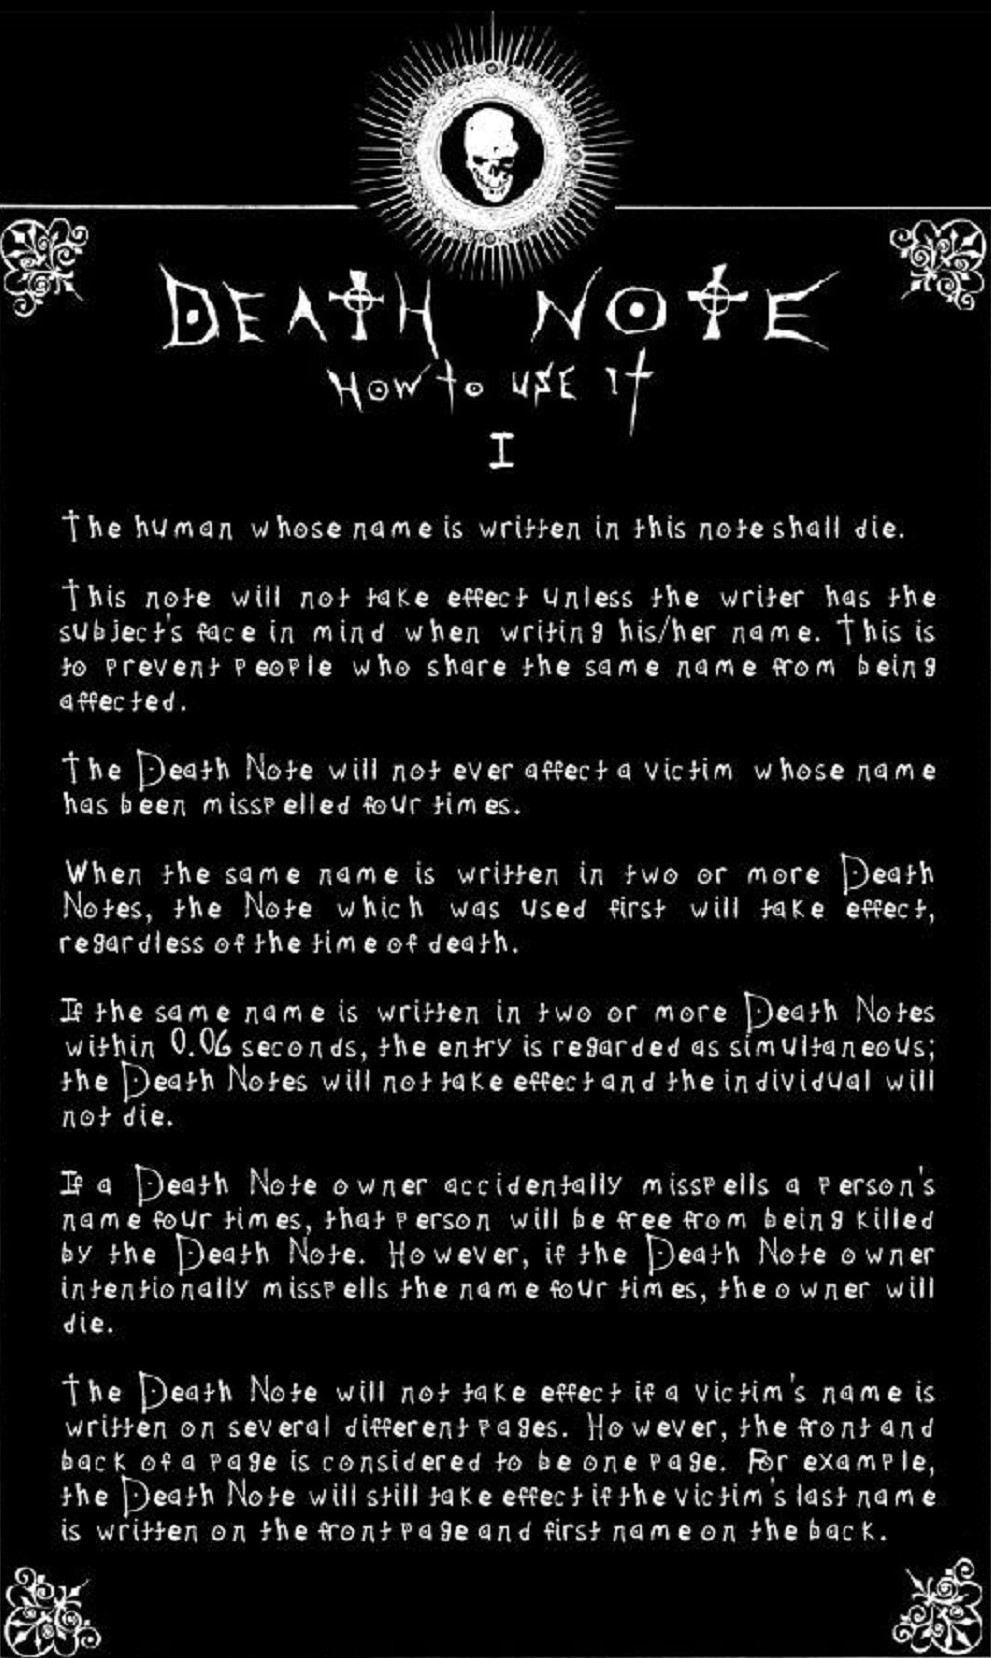 DEATH NOTE
HOW to USE It
I
The human whose name is written in this note shall die.
This note will not take effect unless the writer has the
subject's face in mind when writing his/her name. This is
to prevent people who share the same name from being
affected.
The Death Note will not ever affect a victim whose name
has been misspelled four times.
When the same name is written in two or more Death
Notes, the Note which was used first will take effect,
regardless of the time of death.
If the same name is written in two or more Death Notes
within 0.06 seconds, the entry is regarded as simultaneous;
the Death Notes will not take effect and the individual will
not die.
If a Death Note owner accidentally misspells a person's
name four times, that person will be free from being killed
by the Death Note. However, if the Death Note owner
intentionally misspells the name four times, the owner will
die.
The Death Note will not take effect if a victim's name is
written on several different pages. However, the front and
back of a page is considered to be one page. For example,
the Death Note will still take effect if the victim's last name
is written on the front page and first name on the back.